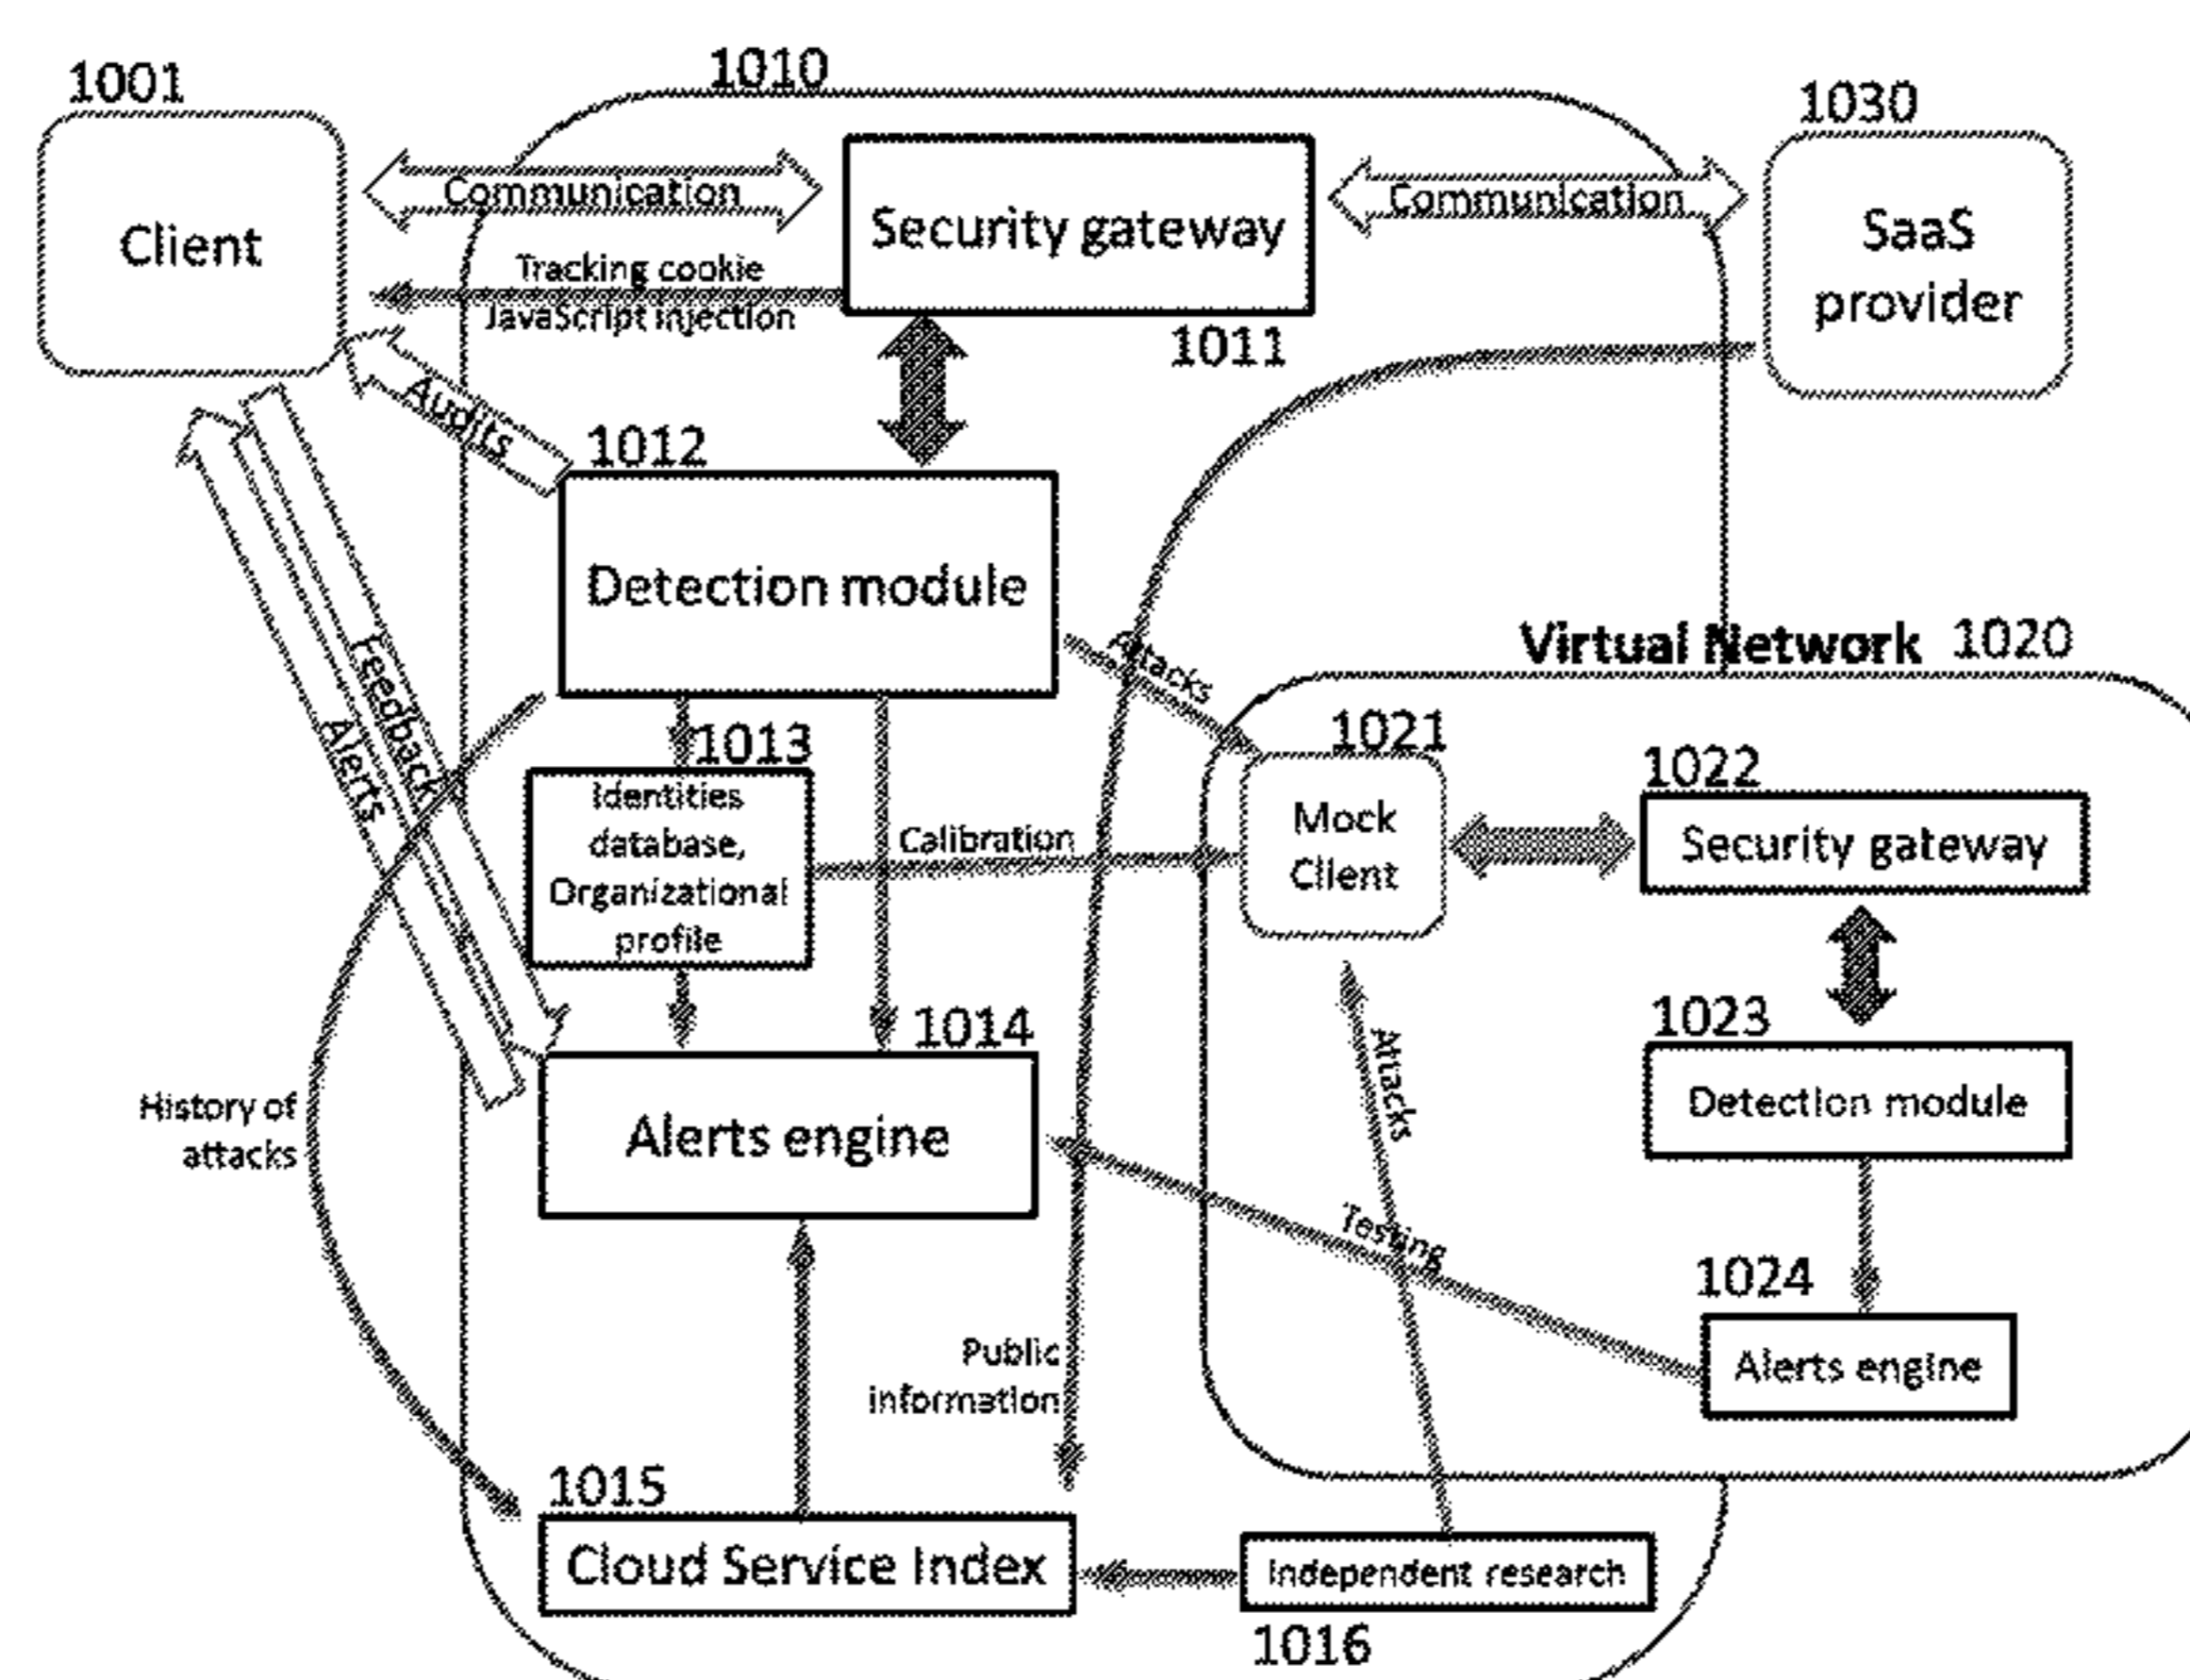 1001
1010
1030
Client
Communication
Security gateway
Communication
SaaS
provider
Tracking cookie
JavaScript injection
1011
Audits
1012
Detection module
Feedback
Alerts
Attacks
Virtual Network 1020
1013
Identities
database,
Organizational
profile
Calibration
1021
Mock
Client
1022
Security gateway
1023
Detection module
1014
Alerts engine
History of
attacks
Attacks
Testing
1024
Alerts engine
Public
information
1015
Cloud Service Index
Independent research
1016